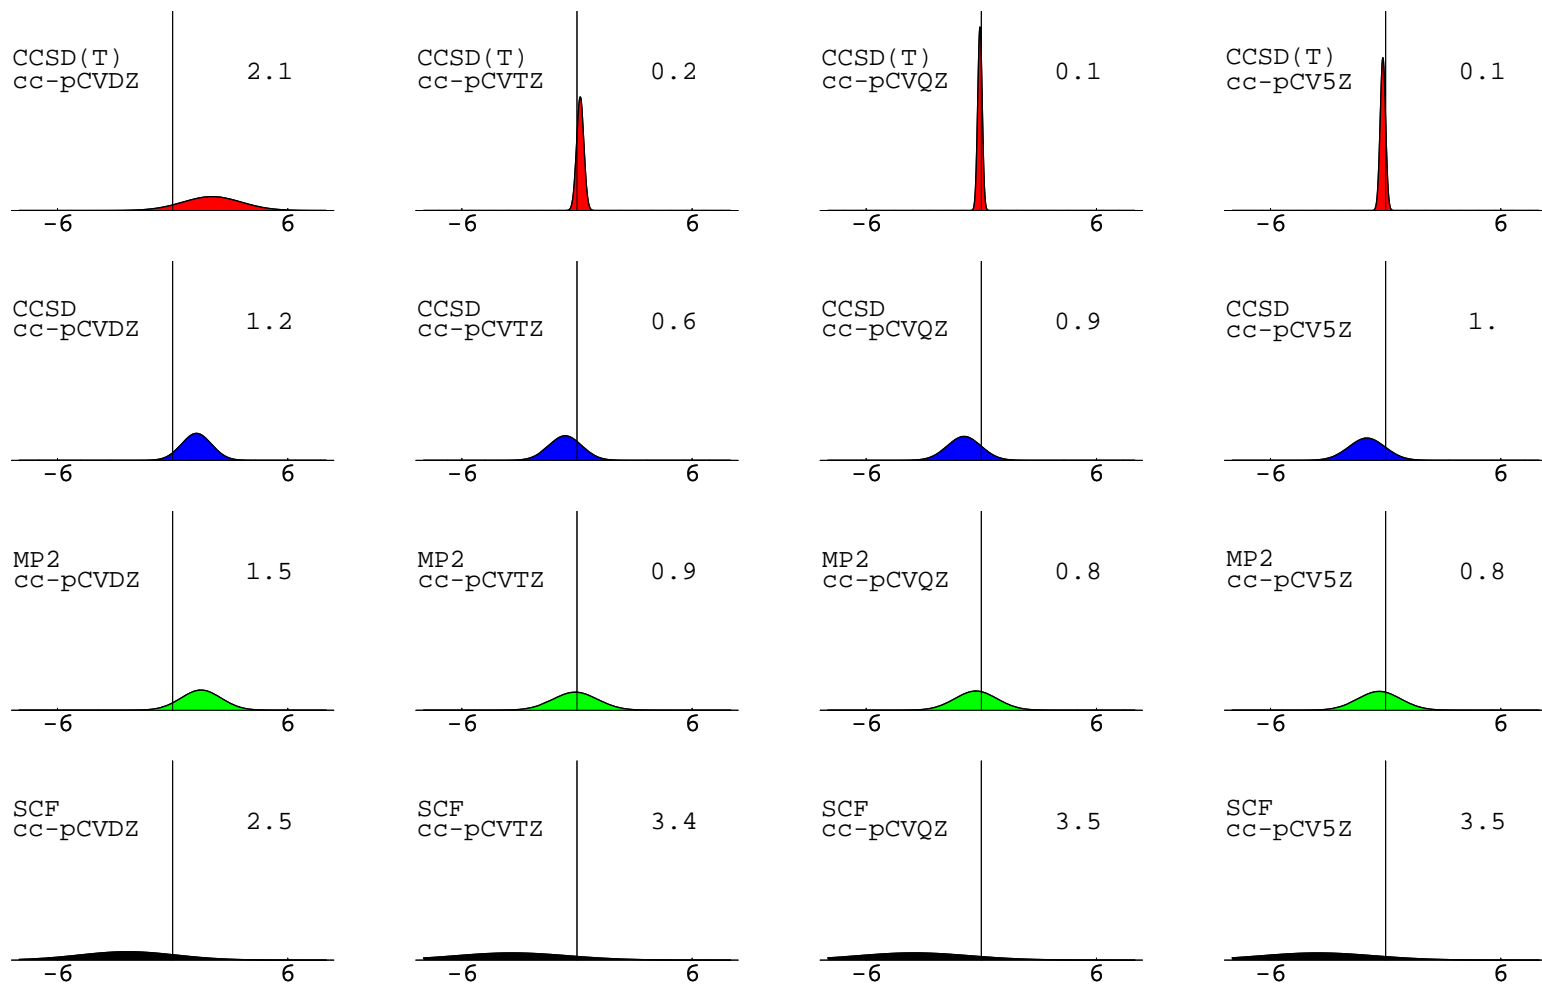 CCSD(T)
cc-pCVDZ
2.1
-6 6
CCSD(T)
cc-pCVTZ
0.2
-6 6
CCSD(T)
cc-pCVQZ
0.1
-6 6
CCSD(T)
cc-pCV5Z
0.1
-6 6
CCSD
cc-pCVDZ
1.2
-6 6
CCSD
cc-pCVTZ
0.6
-6 6
CCSD
cc-pCVQZ
0.9
-6 6
CCSD
cc-pCV5Z
1.
-6 6
MP2
cc-pCVDZ
1.5
-6 6
MP2
cc-pCVTZ
0.9
-6 6
MP2
cc-pCVQZ
0.8
-6 6
MP2
cc-pCV5Z
0.8
-6 6
SCF
cc-pCVDZ
2.5
-6 6
SCF
cc-pCVTZ
3.4
-6 6
SCF
cc-pCVQZ
3.5
-6 6
SCF
cc-pCV5Z
3.5
-6 6